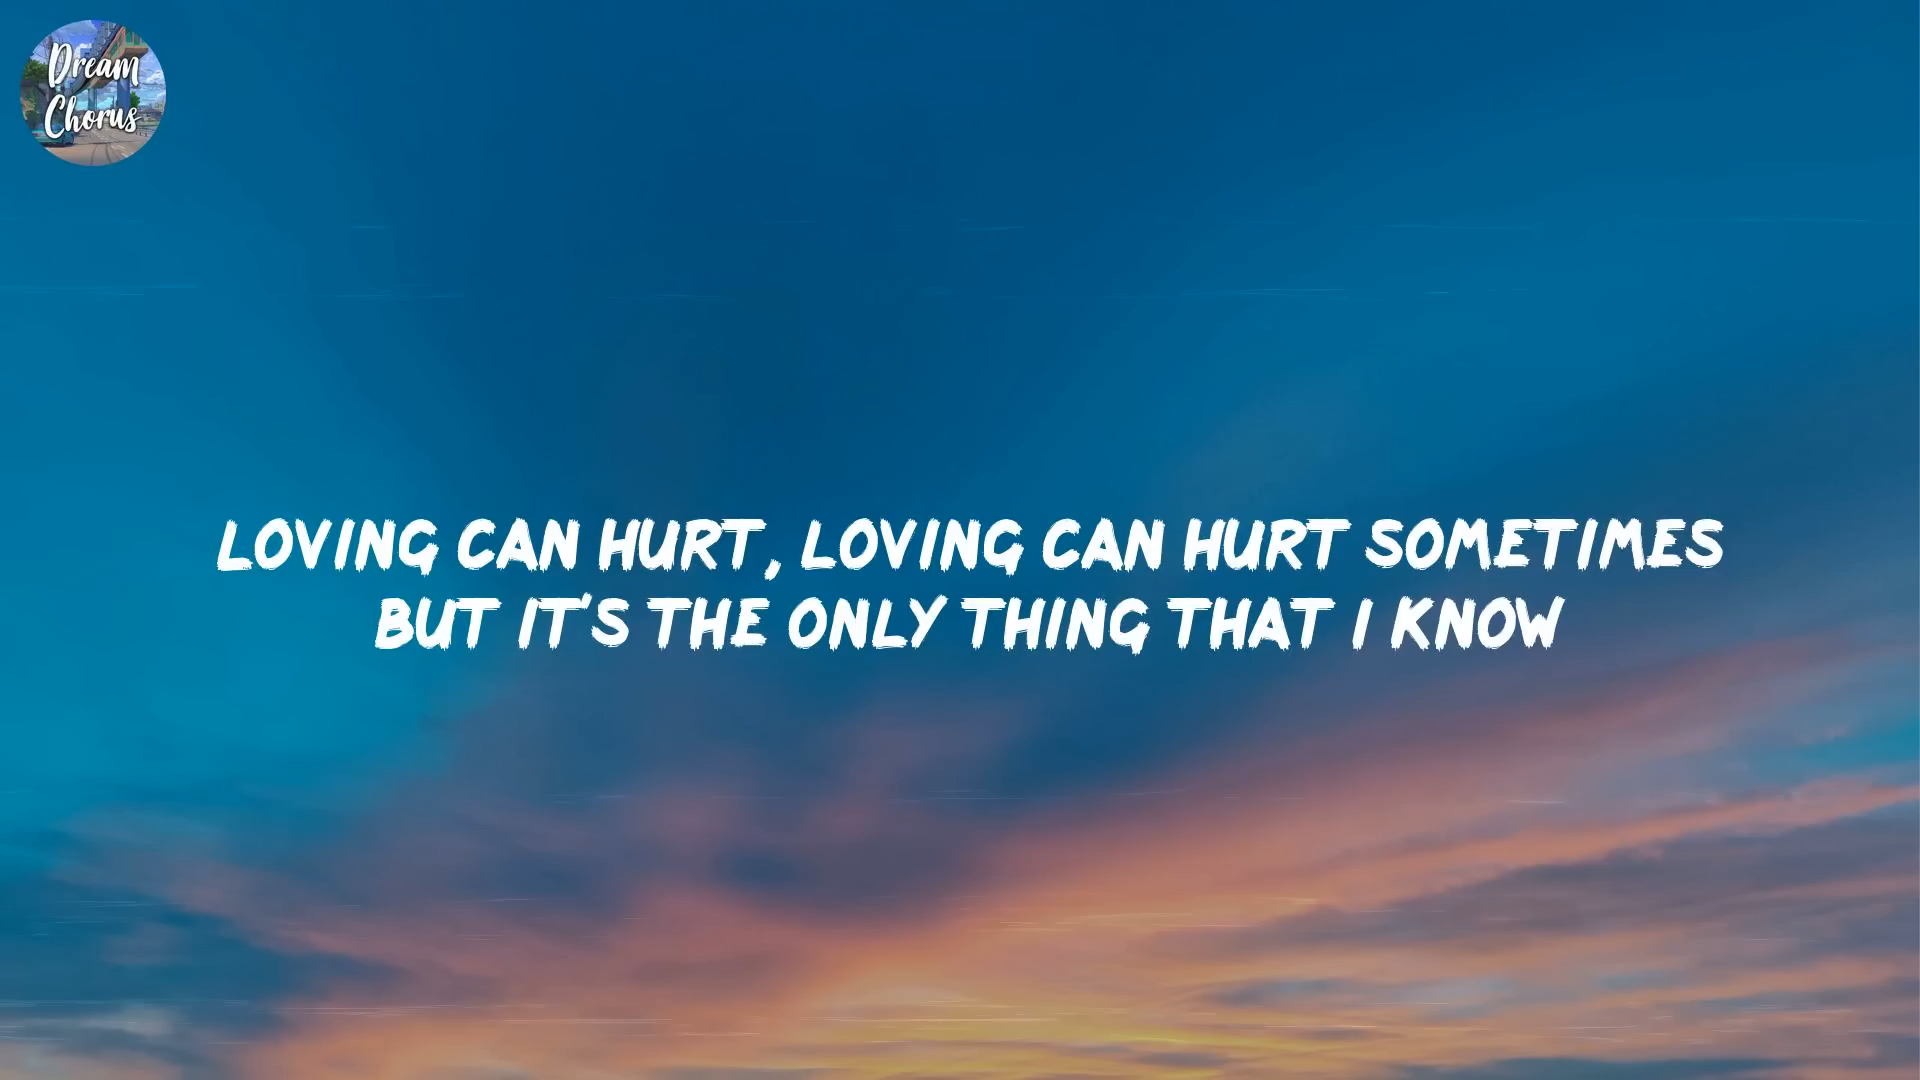 Dream
Chorus
LOVING CAN HURT, LOVING CAN HURT SOMETIMES
BUT IT'S THE ONLY THING THAT I KNOW